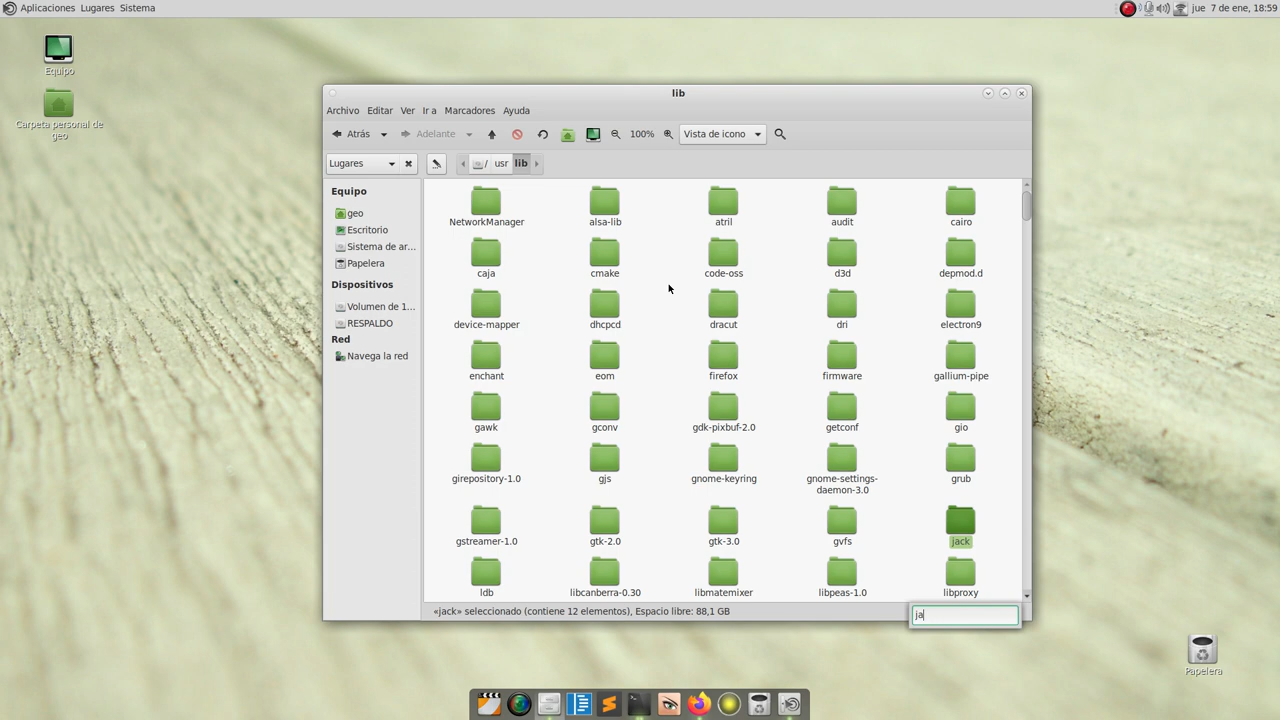 Aplicaciones Lugares Sistema
jue 7 de ene, 18:59
Equipo
Carpeta personal de
geo
lib
Archivo Editar Ver Ir a Marcadores Ayuda
Atrás Adelante 100% Vista de icono
Lugares / usr lib
Equipo
geo
Escritorio
Sistema de ar...
Papelera
Dispositivos
Volumen de 1...
RESPALDO
Red
Navega la red
NetworkManager alsa-lib atril audit cairo
caja cmake code-oss d3d depmod.d
device-mapper dhcpcd dracut dri electron9
enchant eom firefox firmware gallium-pipe
gawk gconv gdk-pixbuf-2.0 getconf gio
girepository-1.0 gjs gnome-keyring gnome-settings-
daemon-3.0 grub
gstreamer-1.0 gtk-2.0 gtk-3.0 gvfs jack
ldb libcanberra-0.30 libmatemixer libpeas-1.0 libproxy
«jack» seleccionado (contiene 12 elementos), Espacio libre: 88,1 GB
ja
Papelera